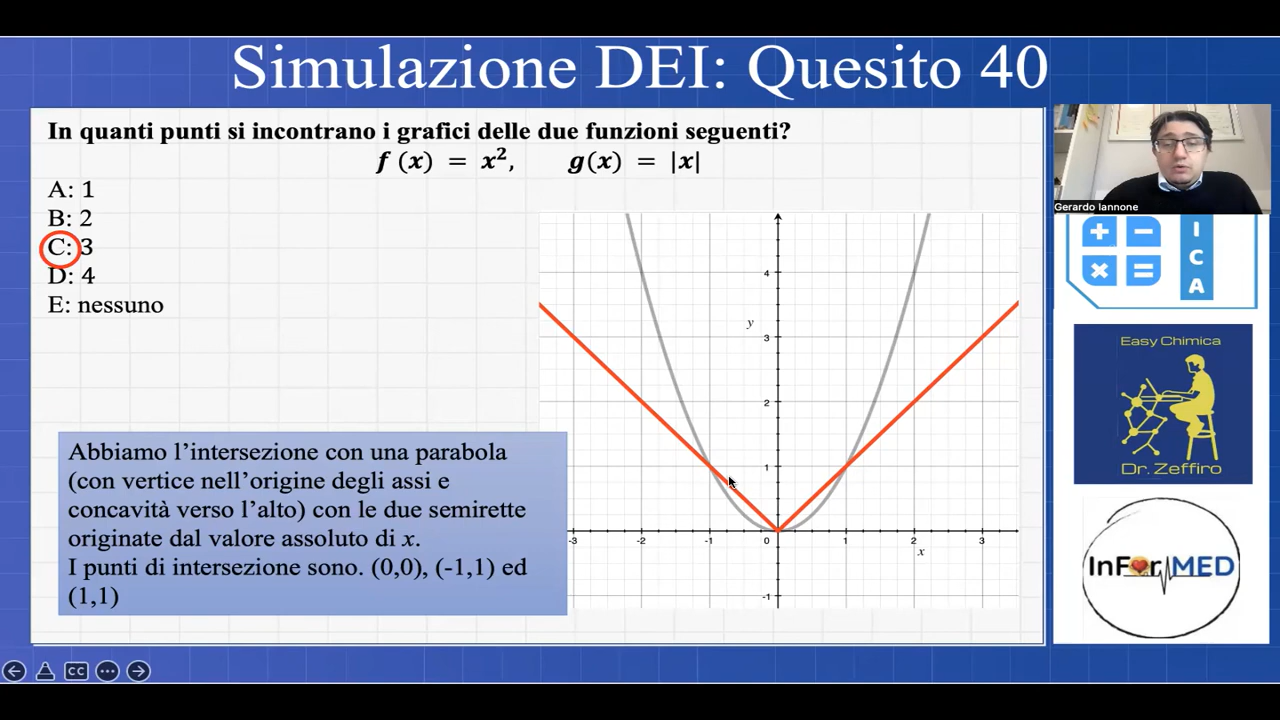 Simulazione DEI: Quesito 40
In quanti punti si incontrano i grafici delle due funzioni seguenti?
f (x) = x², g(x) = |x|
A: 1
B: 2
C: 3
D: 4
E: nessuno
Abbiamo l'intersezione con una parabola
(con vertice nell'origine degli assi e
concavità verso l'alto) con le due semirette
originate dal valore assoluto di x.
I punti di intersezione sono. (0,0), (-1,1) ed
(1,1)
y
4
3
2
1
-3 -2 -1 0 1 2 3
x
-1
Gerardo Iannone
+ − I
C
× = A
Easy Chimica
Dr. Zeffiro
InForMED
CC